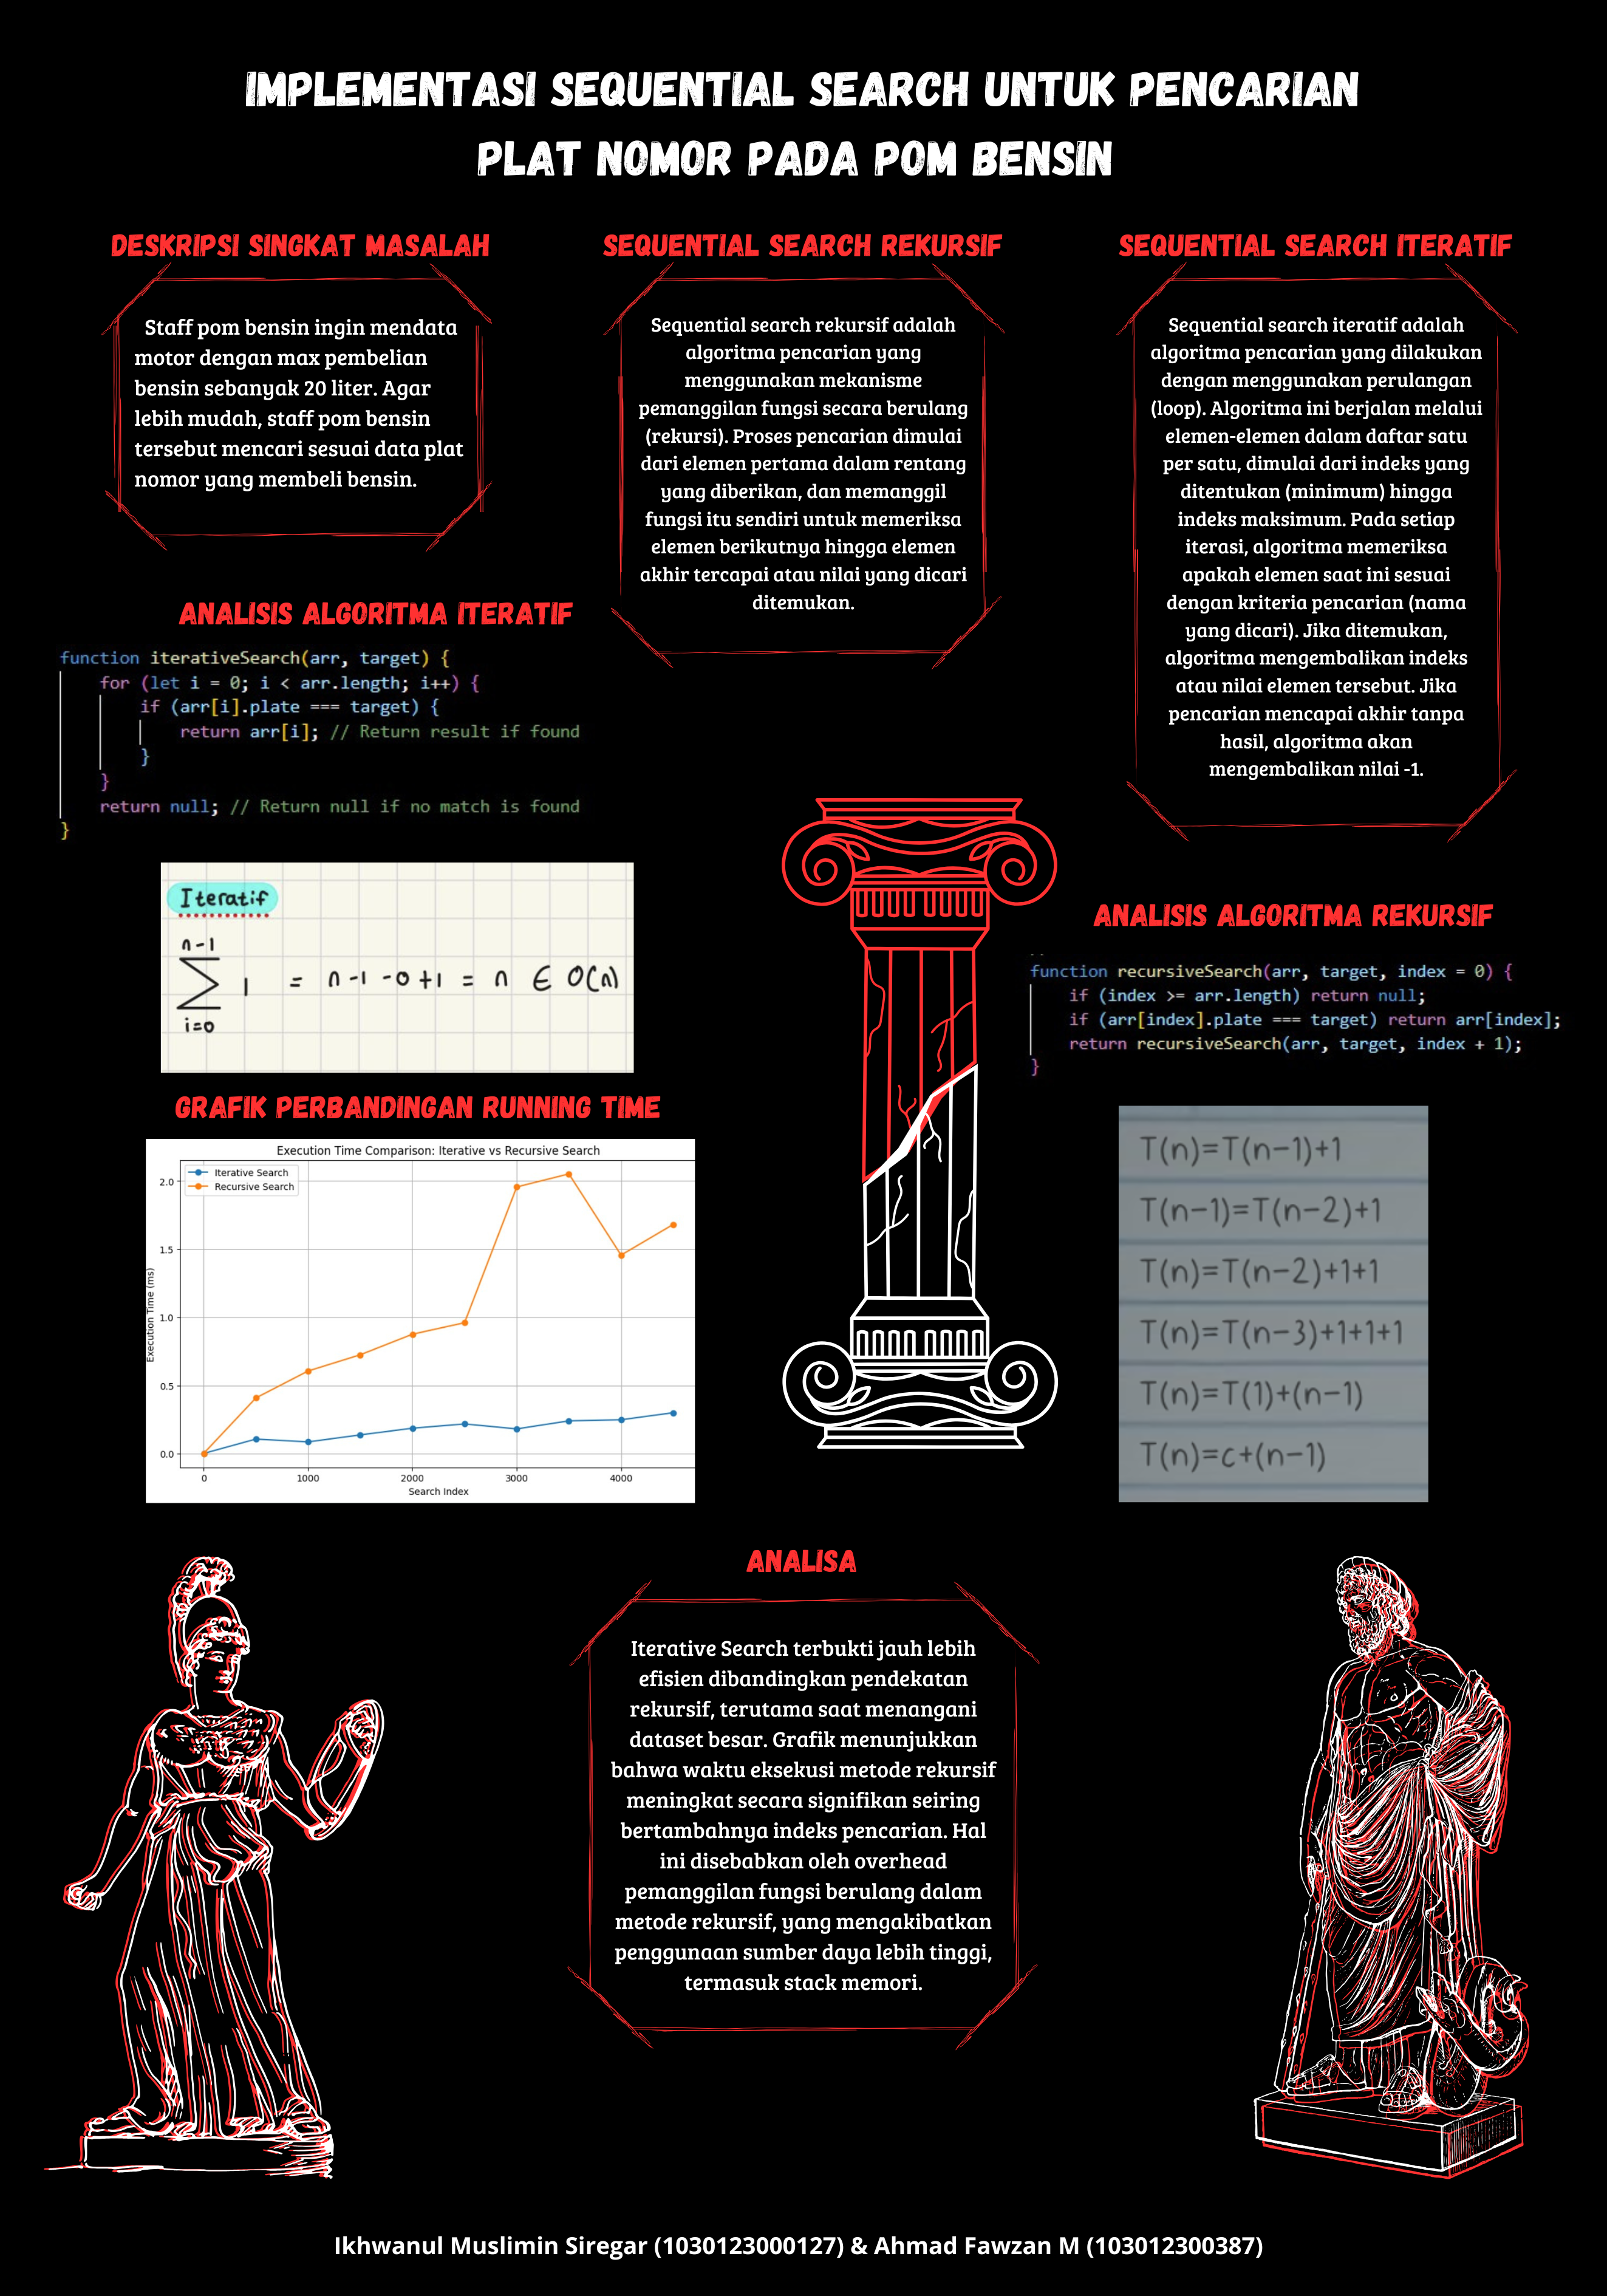 IMPLEMENTASI SEQUENTIAL SEARCH UNTUK PENCARIAN
PLAT NOMOR PADA POM BENSIN
DESKRIPSI SINGKAT MASALAH
Staff pom bensin ingin mendata
motor dengan max pembelian
bensin sebanyak 20 liter. Agar
lebih mudah, staff pom bensin
tersebut mencari sesuai data plat
nomor yang membeli bensin.
SEQUENTIAL SEARCH REKURSIF
Sequential search rekursif adalah
algoritma pencarian yang
menggunakan mekanisme
pemanggilan fungsi secara berulang
(rekursi). Proses pencarian dimulai
dari elemen pertama dalam rentang
yang diberikan, dan memanggil
fungsi itu sendiri untuk memeriksa
elemen berikutnya hingga elemen
akhir tercapai atau nilai yang dicari
ditemukan.
SEQUENTIAL SEARCH ITERATIF
Sequential search iteratif adalah
algoritma pencarian yang dilakukan
dengan menggunakan perulangan
(loop). Algoritma ini berjalan melalui
elemen-elemen dalam daftar satu
per satu, dimulai dari indeks yang
ditentukan (minimum) hingga
indeks maksimum. Pada setiap
iterasi, algoritma memeriksa
apakah elemen saat ini sesuai
dengan kriteria pencarian (nama
yang dicari). Jika ditemukan,
algoritma mengembalikan indeks
atau nilai elemen tersebut. Jika
pencarian mencapai akhir tanpa
hasil, algoritma akan
mengembalikan nilai -1.
ANALISIS ALGORITMA ITERATIF
function iterativeSearch(arr, target) {
for (let i = 0; i < arr.length; i++) {
if (arr[i].plate === target) {
return arr[i]; // Return result if found
}
}
return null; // Return null if no match is found
}
Iteratif
n-1
∑ 1 = n-1 -0+1 = n ∈ O(n)
i=0
ANALISIS ALGORITMA REKURSIF
function recursiveSearch(arr, target, index = 0) {
if (index >= arr.length) return null;
if (arr[index].plate === target) return arr[index];
return recursiveSearch(arr, target, index + 1);
}
T(n)=T(n-1)+1
T(n-1)=T(n-2)+1
T(n)=T(n-2)+1+1
T(n)=T(n-3)+1+1+1
T(n)=T(1)+(n-1)
T(n)=c+(n-1)
GRAFIK PERBANDINGAN RUNNING TIME
Execution Time Comparison: Iterative vs Recursive Search
Iterative Search
Recursive Search
Execution Time (ms)
2.0
1.5
1.0
0.5
0.0
0 1000 2000 3000 4000
Search Index
ANALISA
Iterative Search terbukti jauh lebih
efisien dibandingkan pendekatan
rekursif, terutama saat menangani
dataset besar. Grafik menunjukkan
bahwa waktu eksekusi metode rekursif
meningkat secara signifikan seiring
bertambahnya indeks pencarian. Hal
ini disebabkan oleh overhead
pemanggilan fungsi berulang dalam
metode rekursif, yang mengakibatkan
penggunaan sumber daya lebih tinggi,
termasuk stack memori.
Ikhwanul Muslimin Siregar (1030123000127) & Ahmad Fawzan M (103012300387)